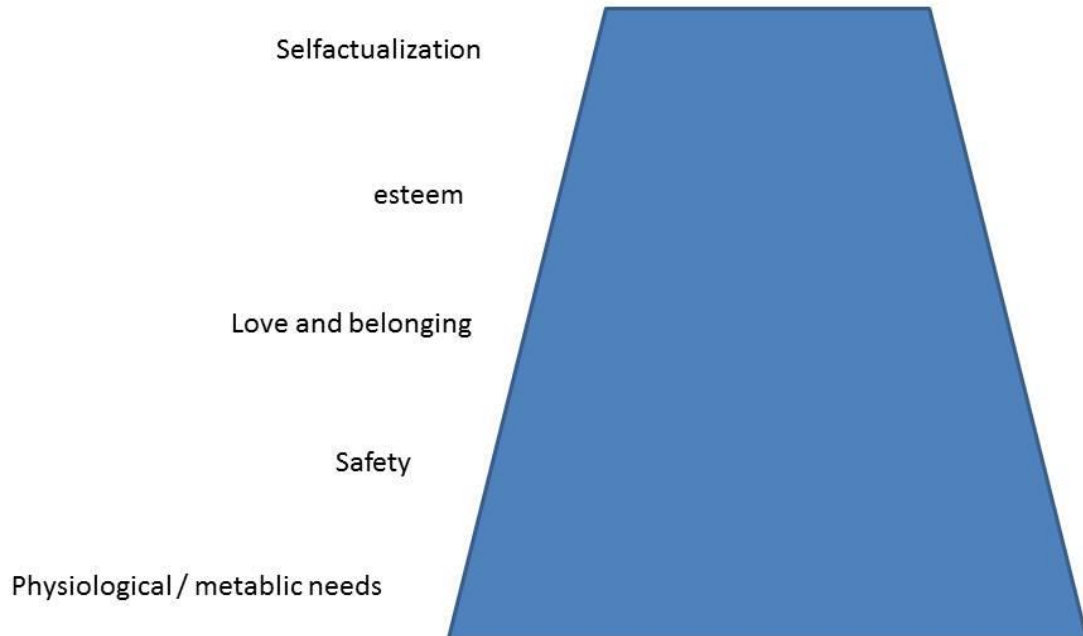 Selfactualization
esteem
Love and belonging
Safety
Physiological / metablic needs